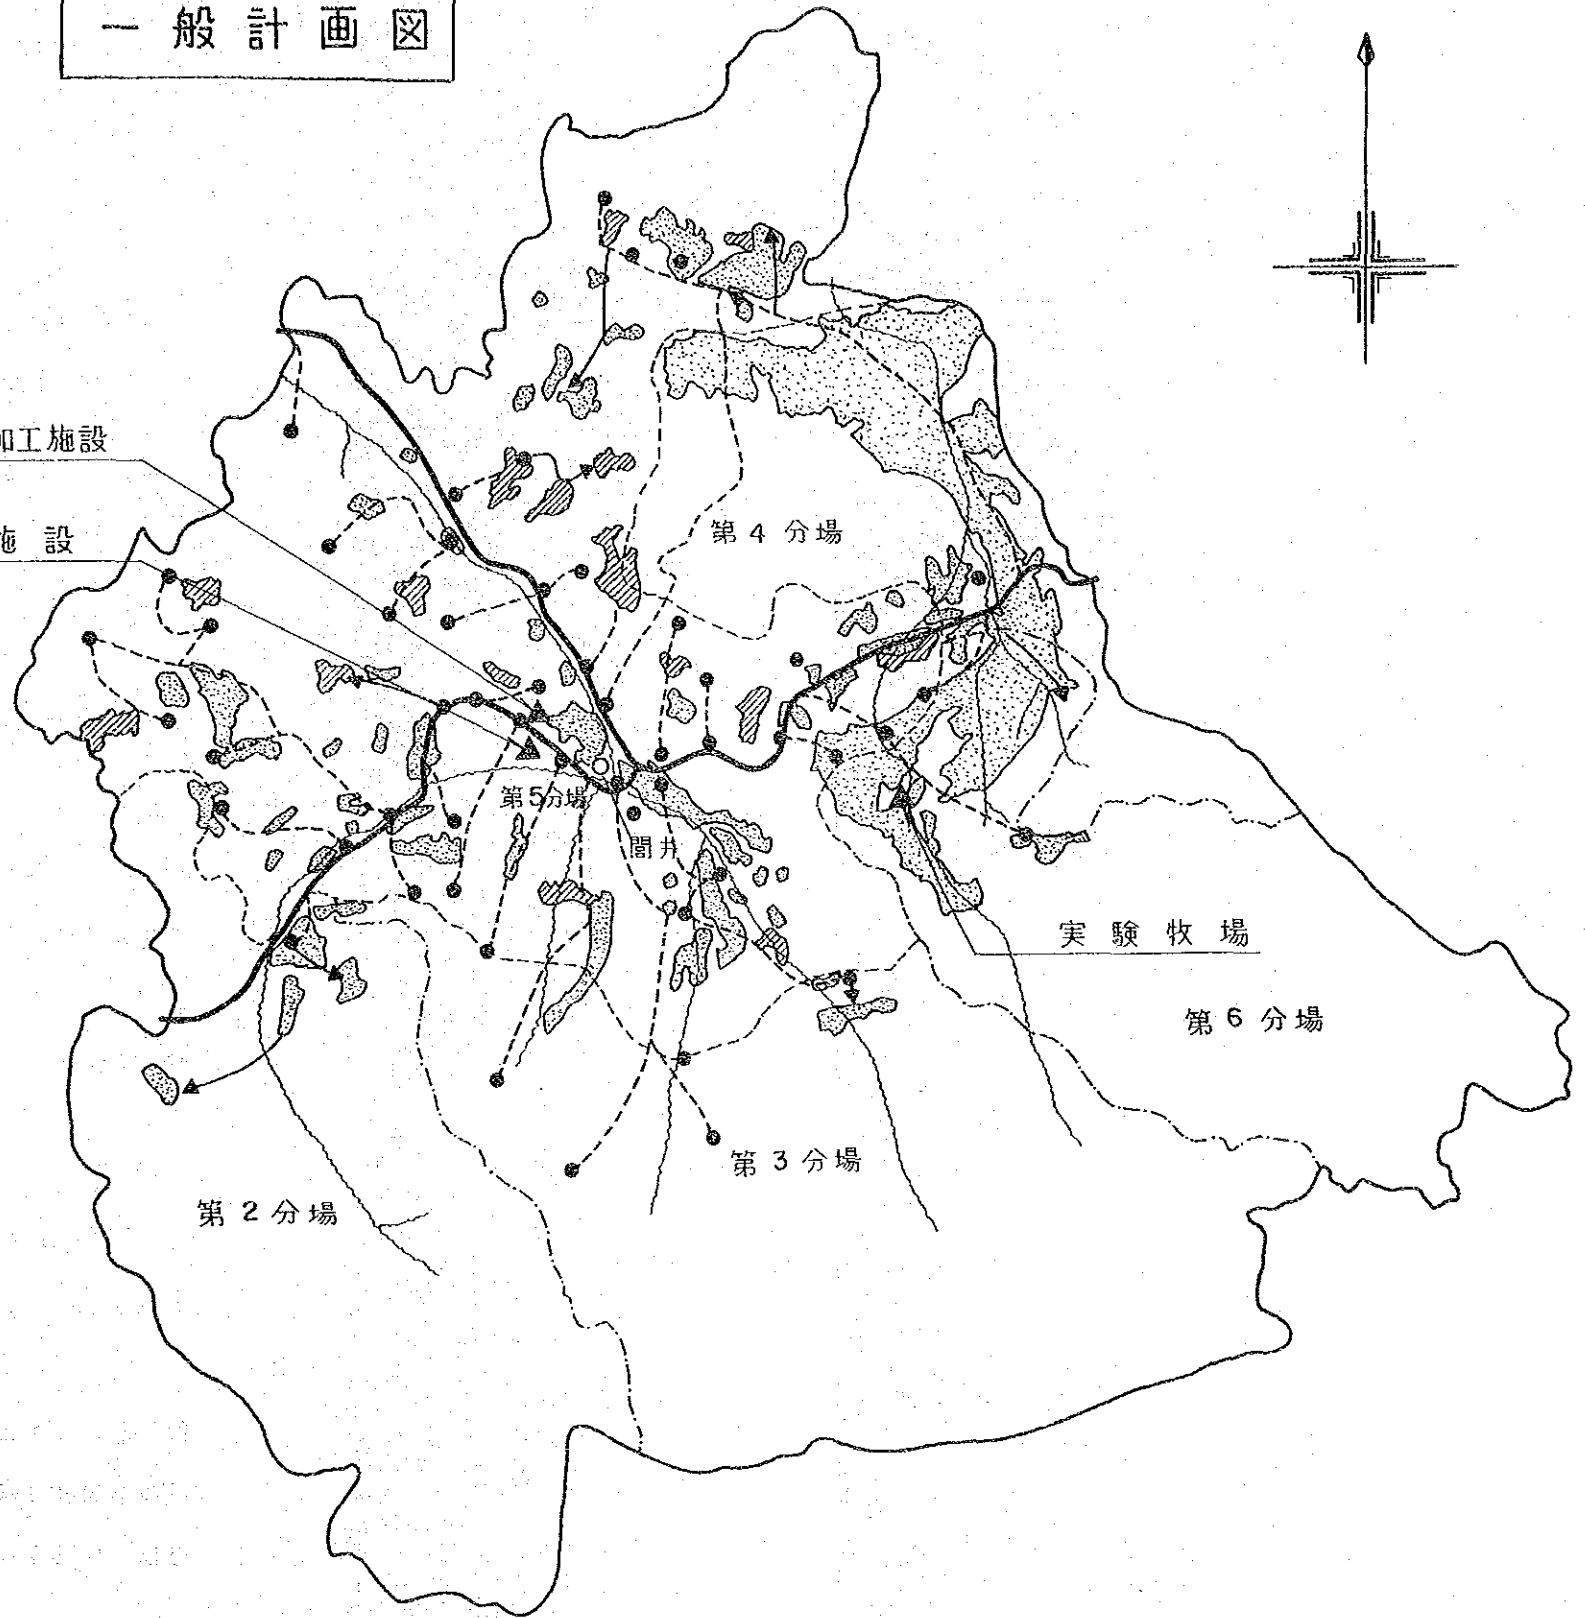 一般計画図
加工施設
施設
第4分場
第5分場
間井
実験牧場
第6分場
第3分場
第2分場